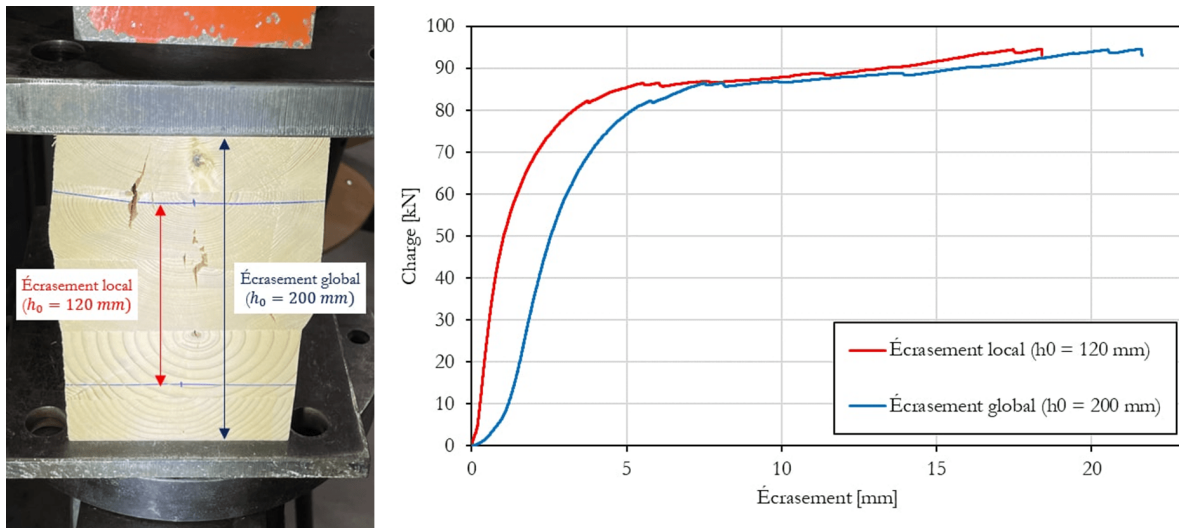 Écrasement local
(h₀ = 120 mm)
Écrasement global
(h₀ = 200 mm)
Charge [kN]
100
90
80
70
60
50
40
30
20
10
0
0 5 10 15 20
Écrasement [mm]
Écrasement local (h0 = 120 mm)
Écrasement global (h0 = 200 mm)